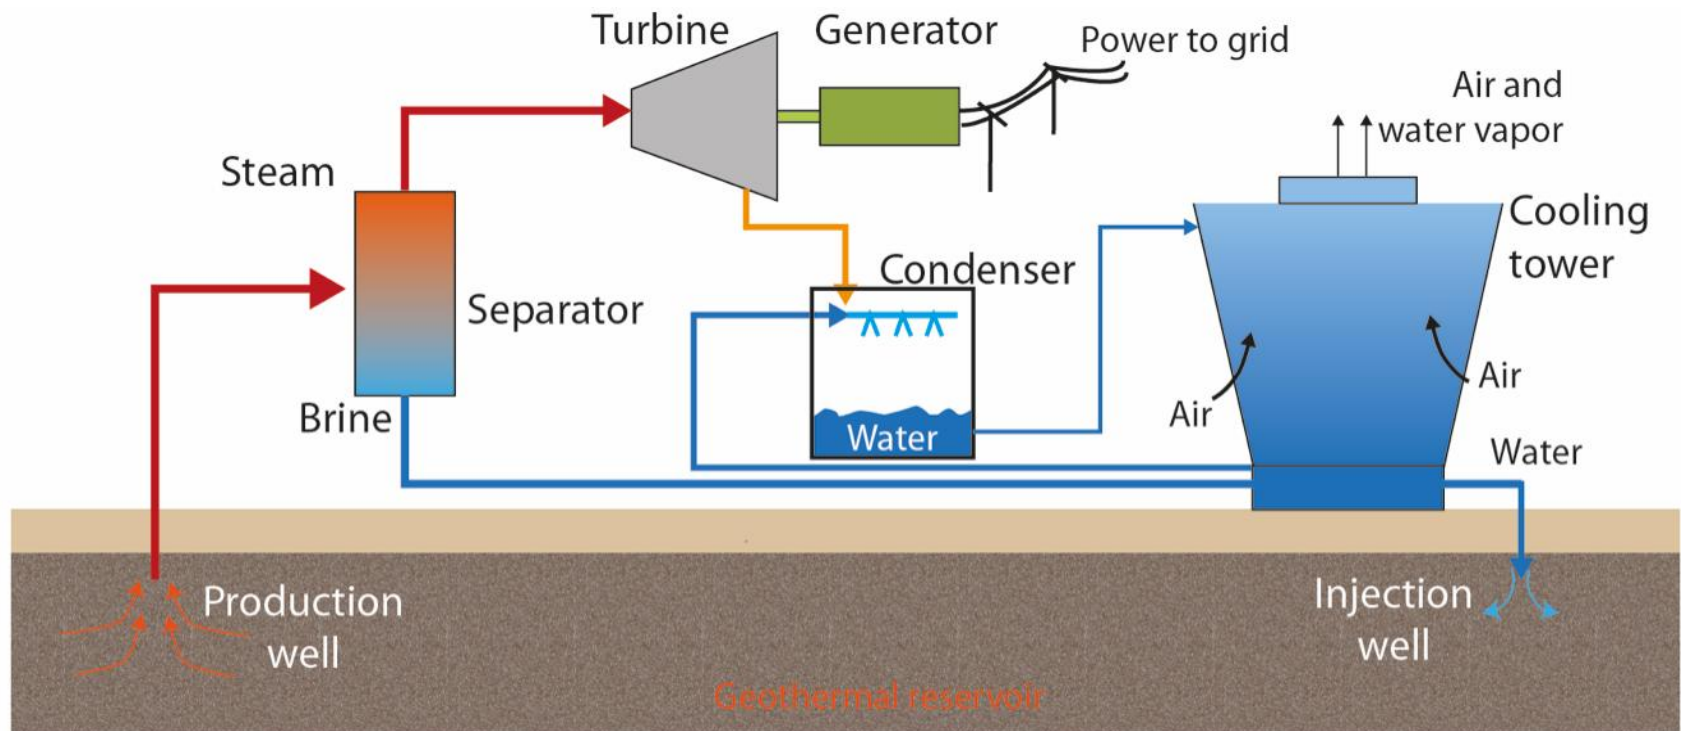 Turbine
Generator
Power to grid
Air and
water vapor
Steam
Cooling
tower
Condenser
Separator
Air
Air
Brine
Water
Water
Production
well
Injection
well
Geothermal reservoir